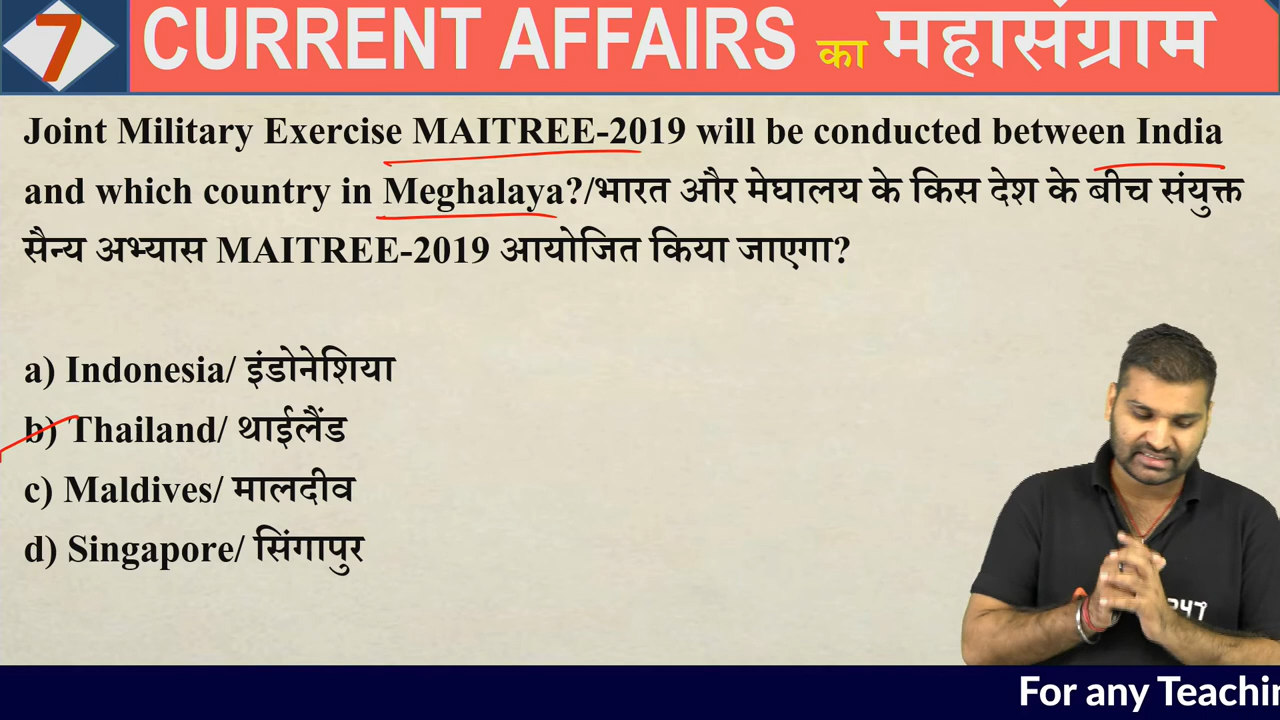 7
CURRENT AFFAIRS का महासंग्राम
Joint Military Exercise MAITREE-2019 will be conducted between India
and which country in Meghalaya?/भारत और मेघालय के किस देश के बीच संयुक्त
सैन्य अभ्यास MAITREE-2019 आयोजित किया जाएगा?
a) Indonesia/ इंडोनेशिया
b) Thailand/ थाईलैंड
c) Maldives/ मालदीव
d) Singapore/ सिंगापुर
For any Teachin